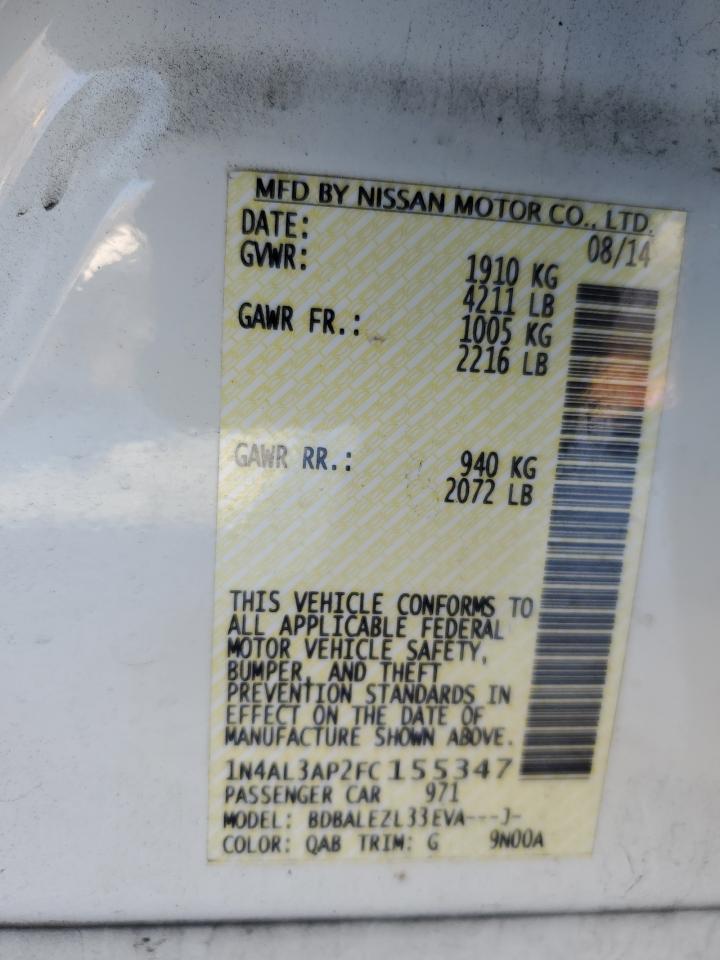 MFD BY NISSAN MOTOR CO., LTD.
DATE: 08/14
GVWR: 1910 KG
4211 LB
GAWR FR.: 1005 KG
2216 LB
GAWR RR.: 940 KG
2072 LB
THIS VEHICLE CONFORMS TO
ALL APPLICABLE FEDERAL
MOTOR VEHICLE SAFETY,
BUMPER, AND THEFT
PREVENTION STANDARDS IN
EFFECT ON THE DATE OF
MANUFACTURE SHOWN ABOVE.
1N4AL3AP2FC155347
PASSENGER CAR 971
MODEL: BDBALEZL33EVA---J-
COLOR: QAB TRIM: G 9N00A